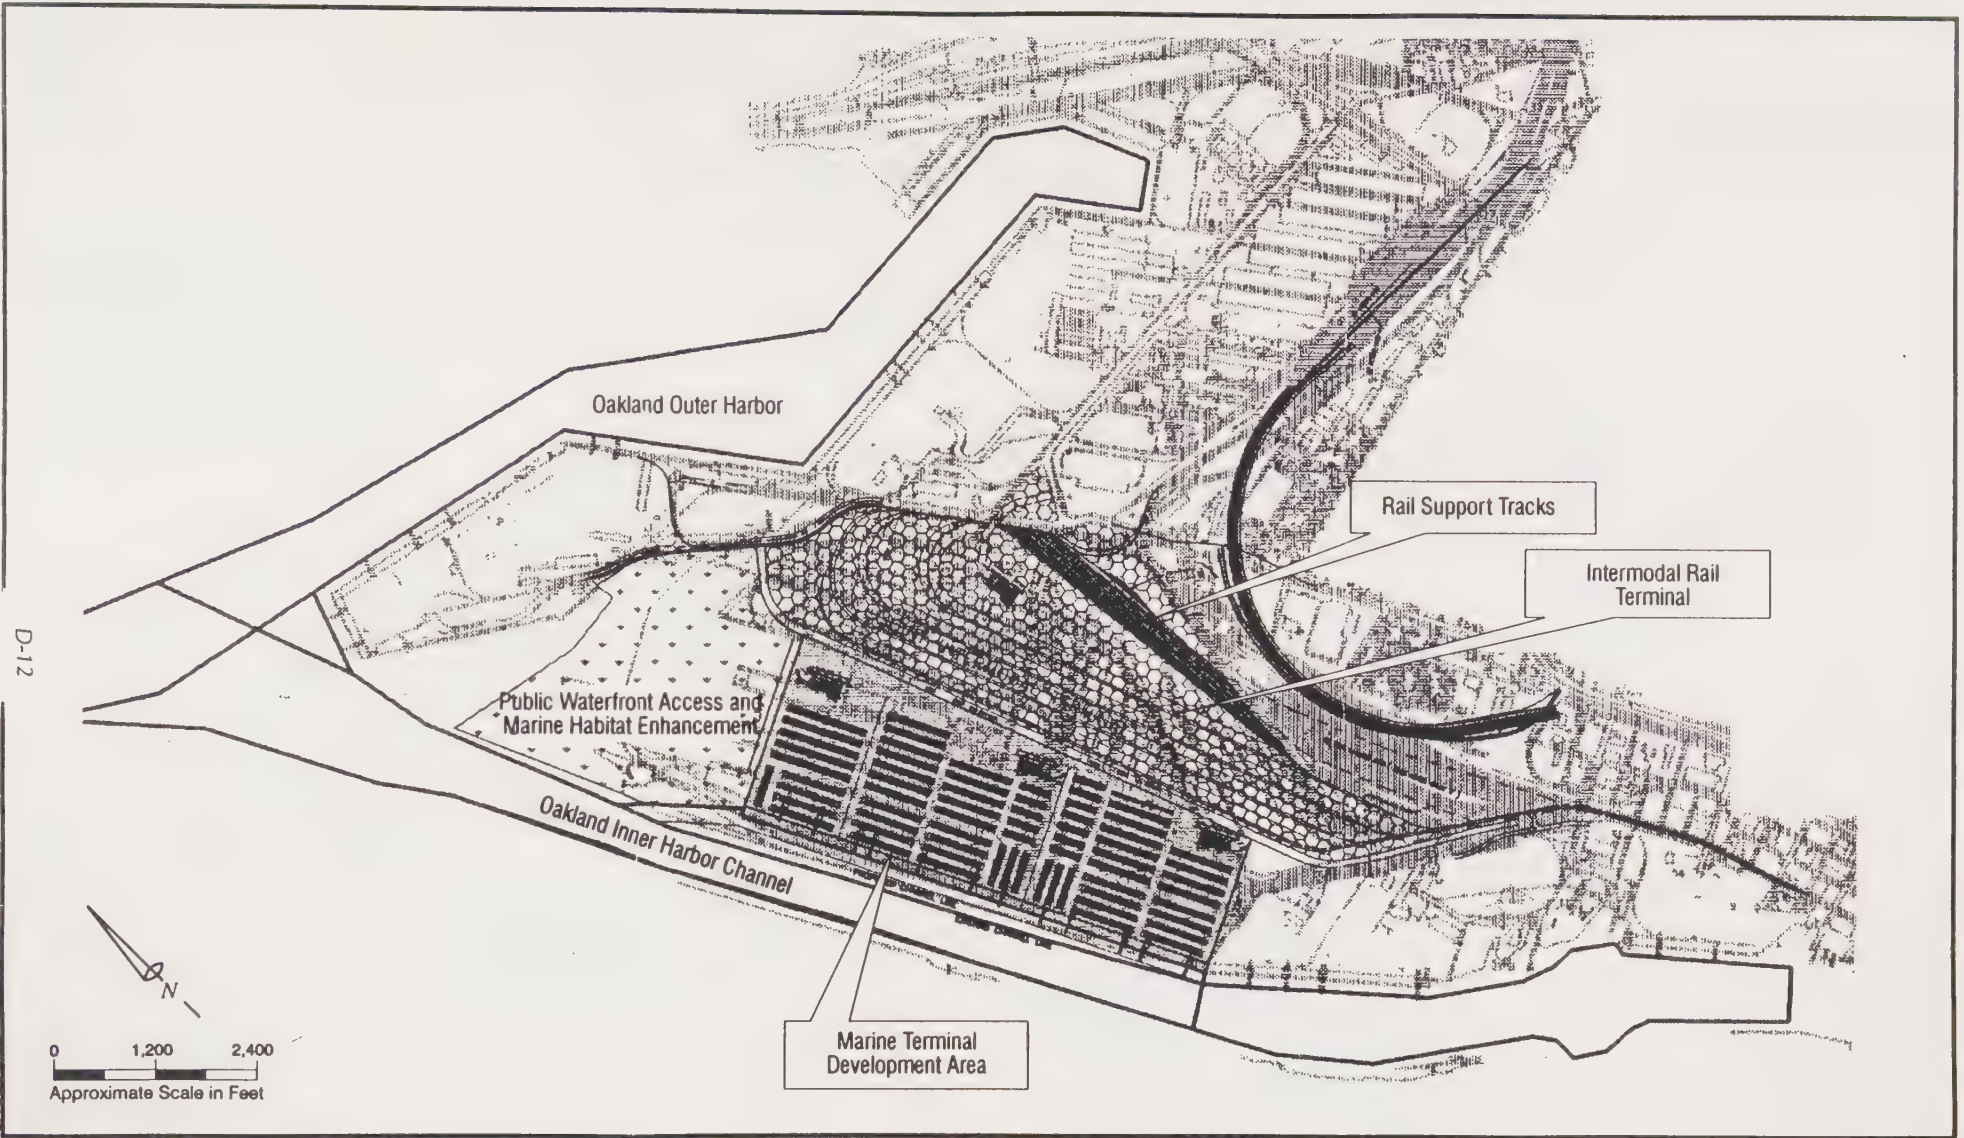 Oakland Outer Harbor
Rail Support Tracks
Intermodal Rail
Terminal
D-12
Public Waterfront Access and
Marine Habitat Enhancement
Oakland Inner Harbor Channel
N
Marine Terminal
Development Area
0 1,200 2,400
Approximate Scale in Feet